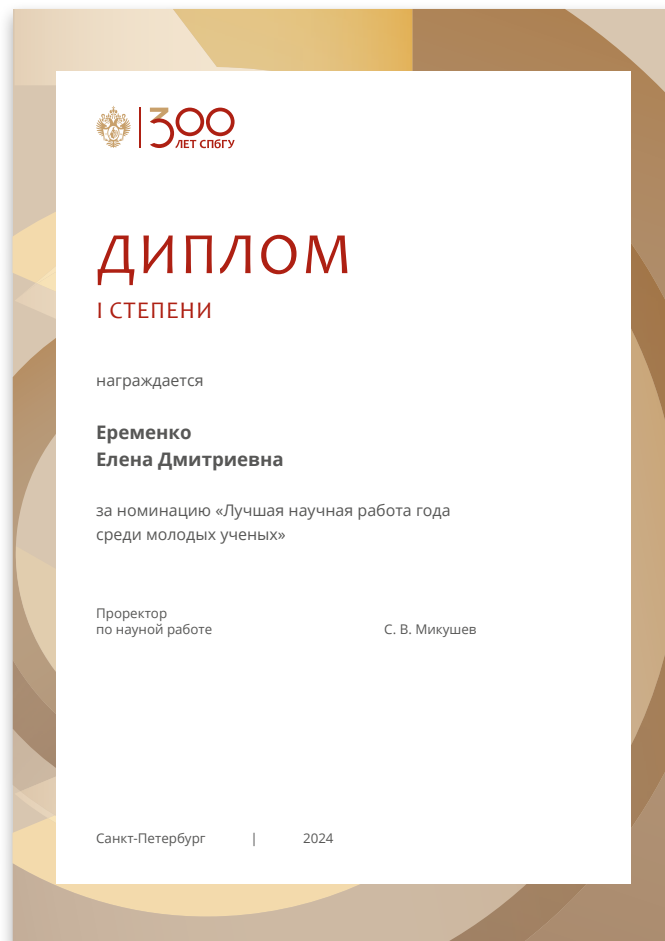 300
ЛЕТ СПбГУ
ДИПЛОМ
I СТЕПЕНИ
награждается
Еременко
Елена Дмитриевна
за номинацию «Лучшая научная работа года
среди молодых ученых»
Проректор
по науной работе С. В. Микушев
Санкт-Петербург | 2024